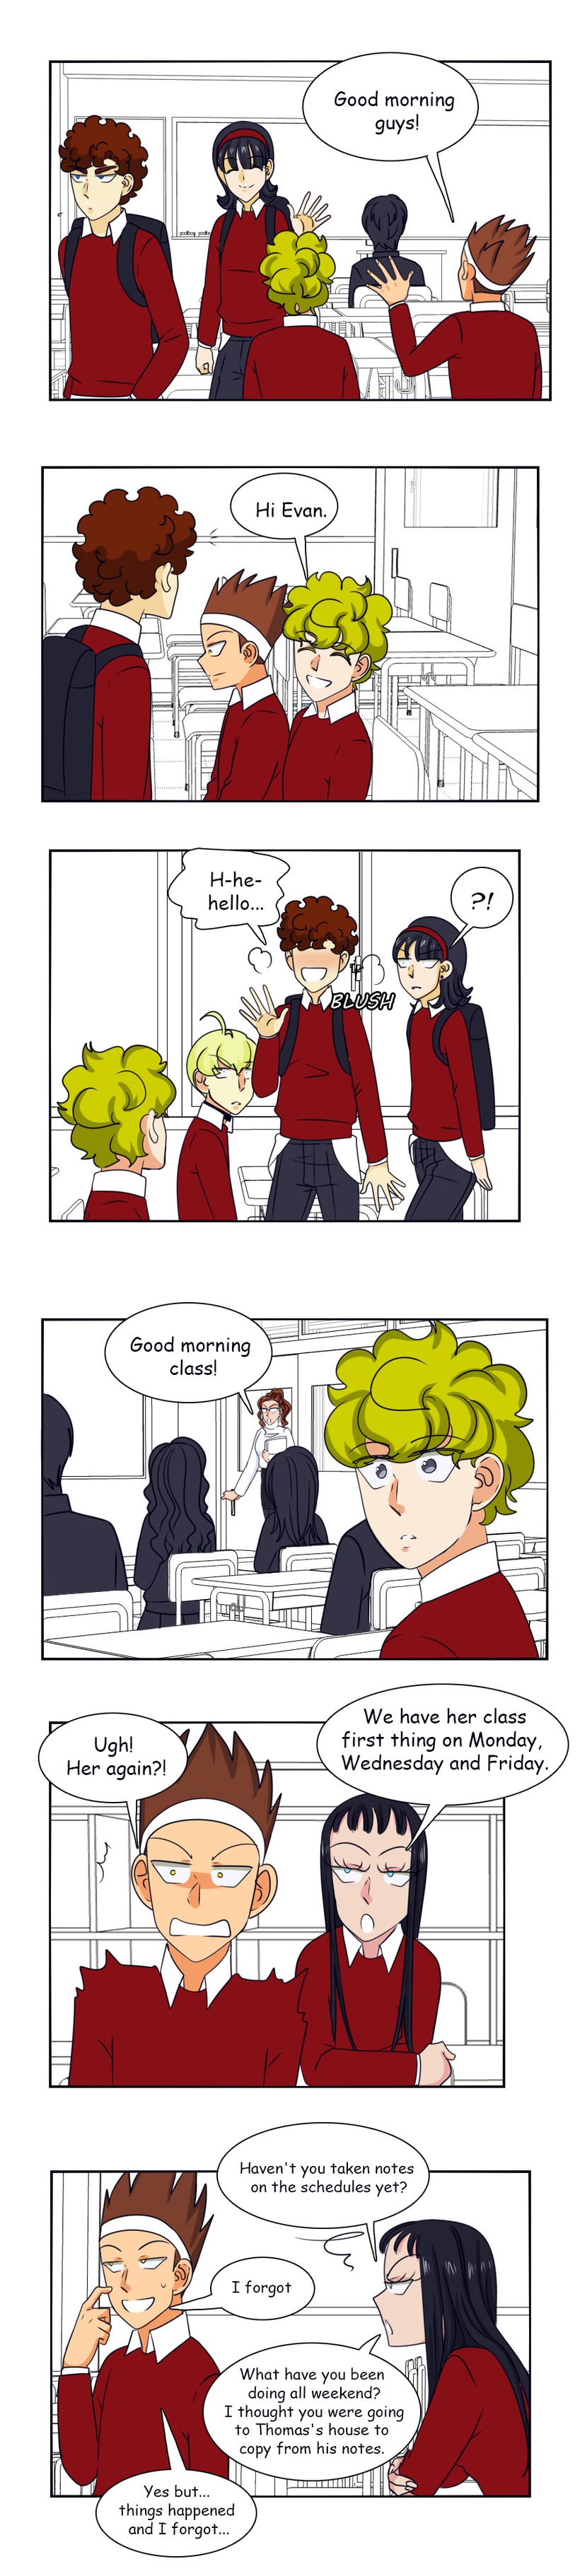 Good morning
guys!
Hi Evan.
H-he-
hello...
?!
BLUSH
Good morning
class!
Ugh!
Her again?!
We have her class
first thing on Monday,
Wednesday and Friday.
Haven't you taken notes
on the schedules yet?
I forgot
What have you been
doing all weekend?
I thought you were going
to Thomas's house to
copy from his notes.
Yes but...
things happened
and I forgot...